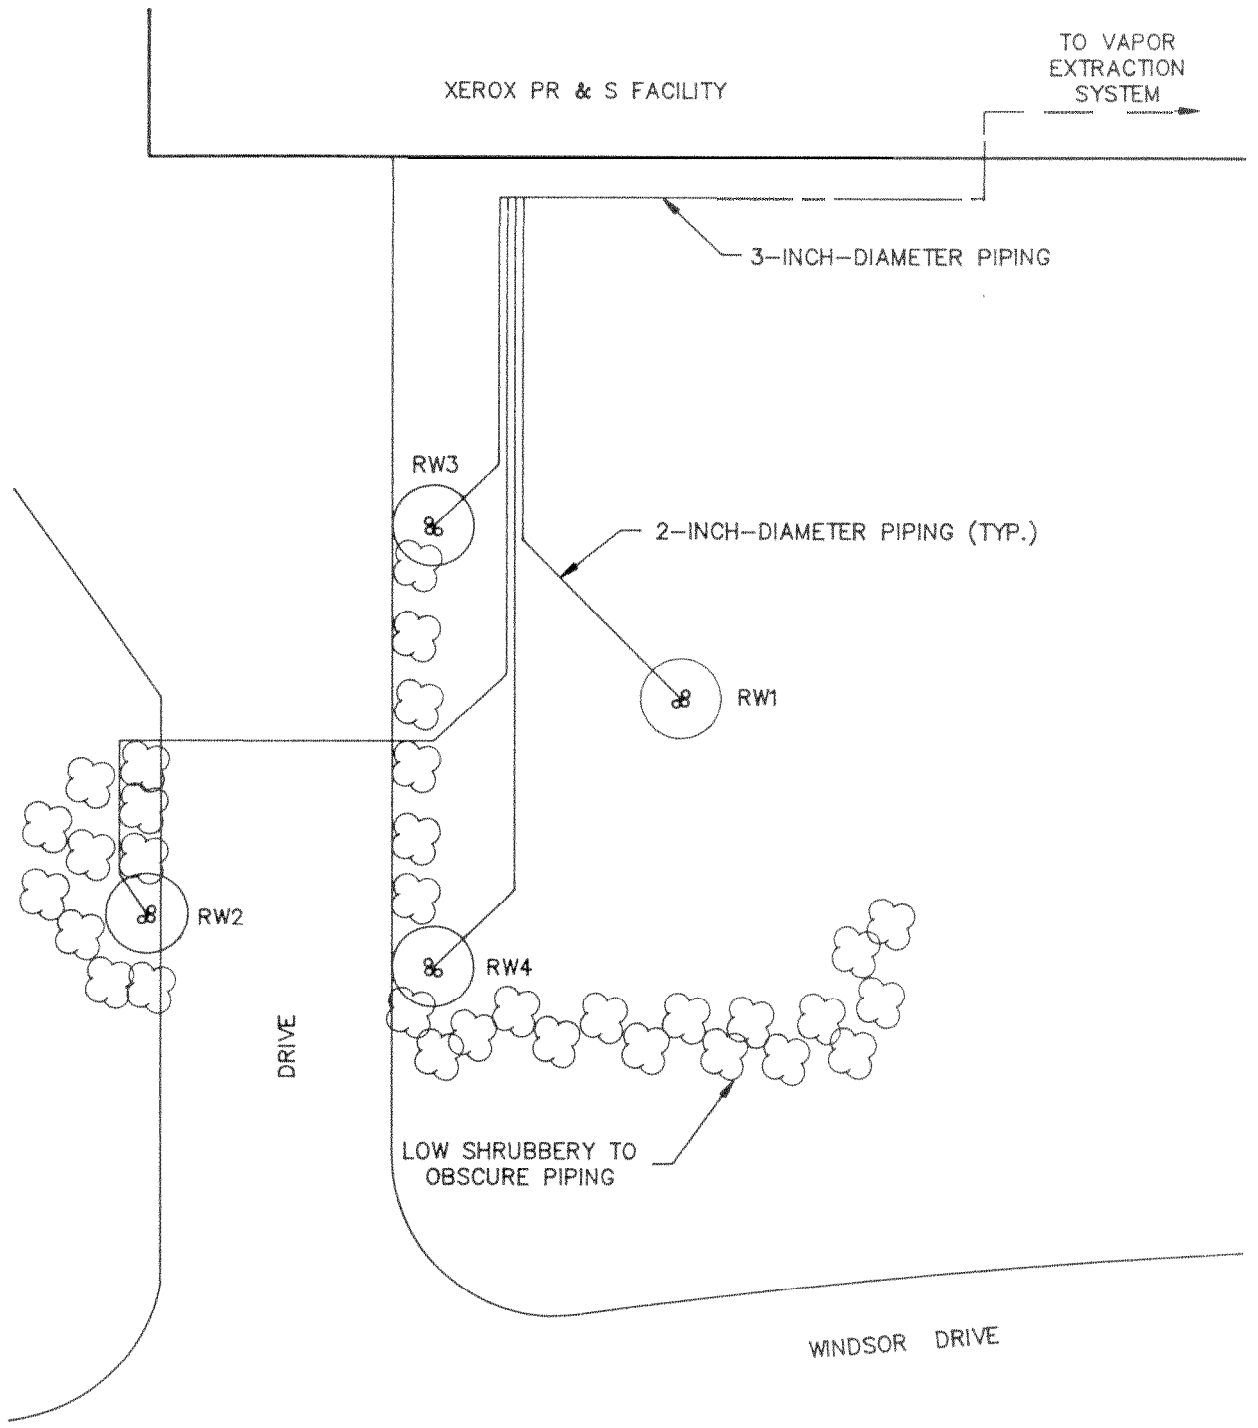 TO VAPOR
EXTRACTION
SYSTEM
XEROX PR & S FACILITY
3-INCH-DIAMETER PIPING
RW3
2-INCH-DIAMETER PIPING (TYP.)
RW1
RW2
RW4
DRIVE
LOW SHRUBBERY TO
OBSCURE PIPING
WINDSOR DRIVE